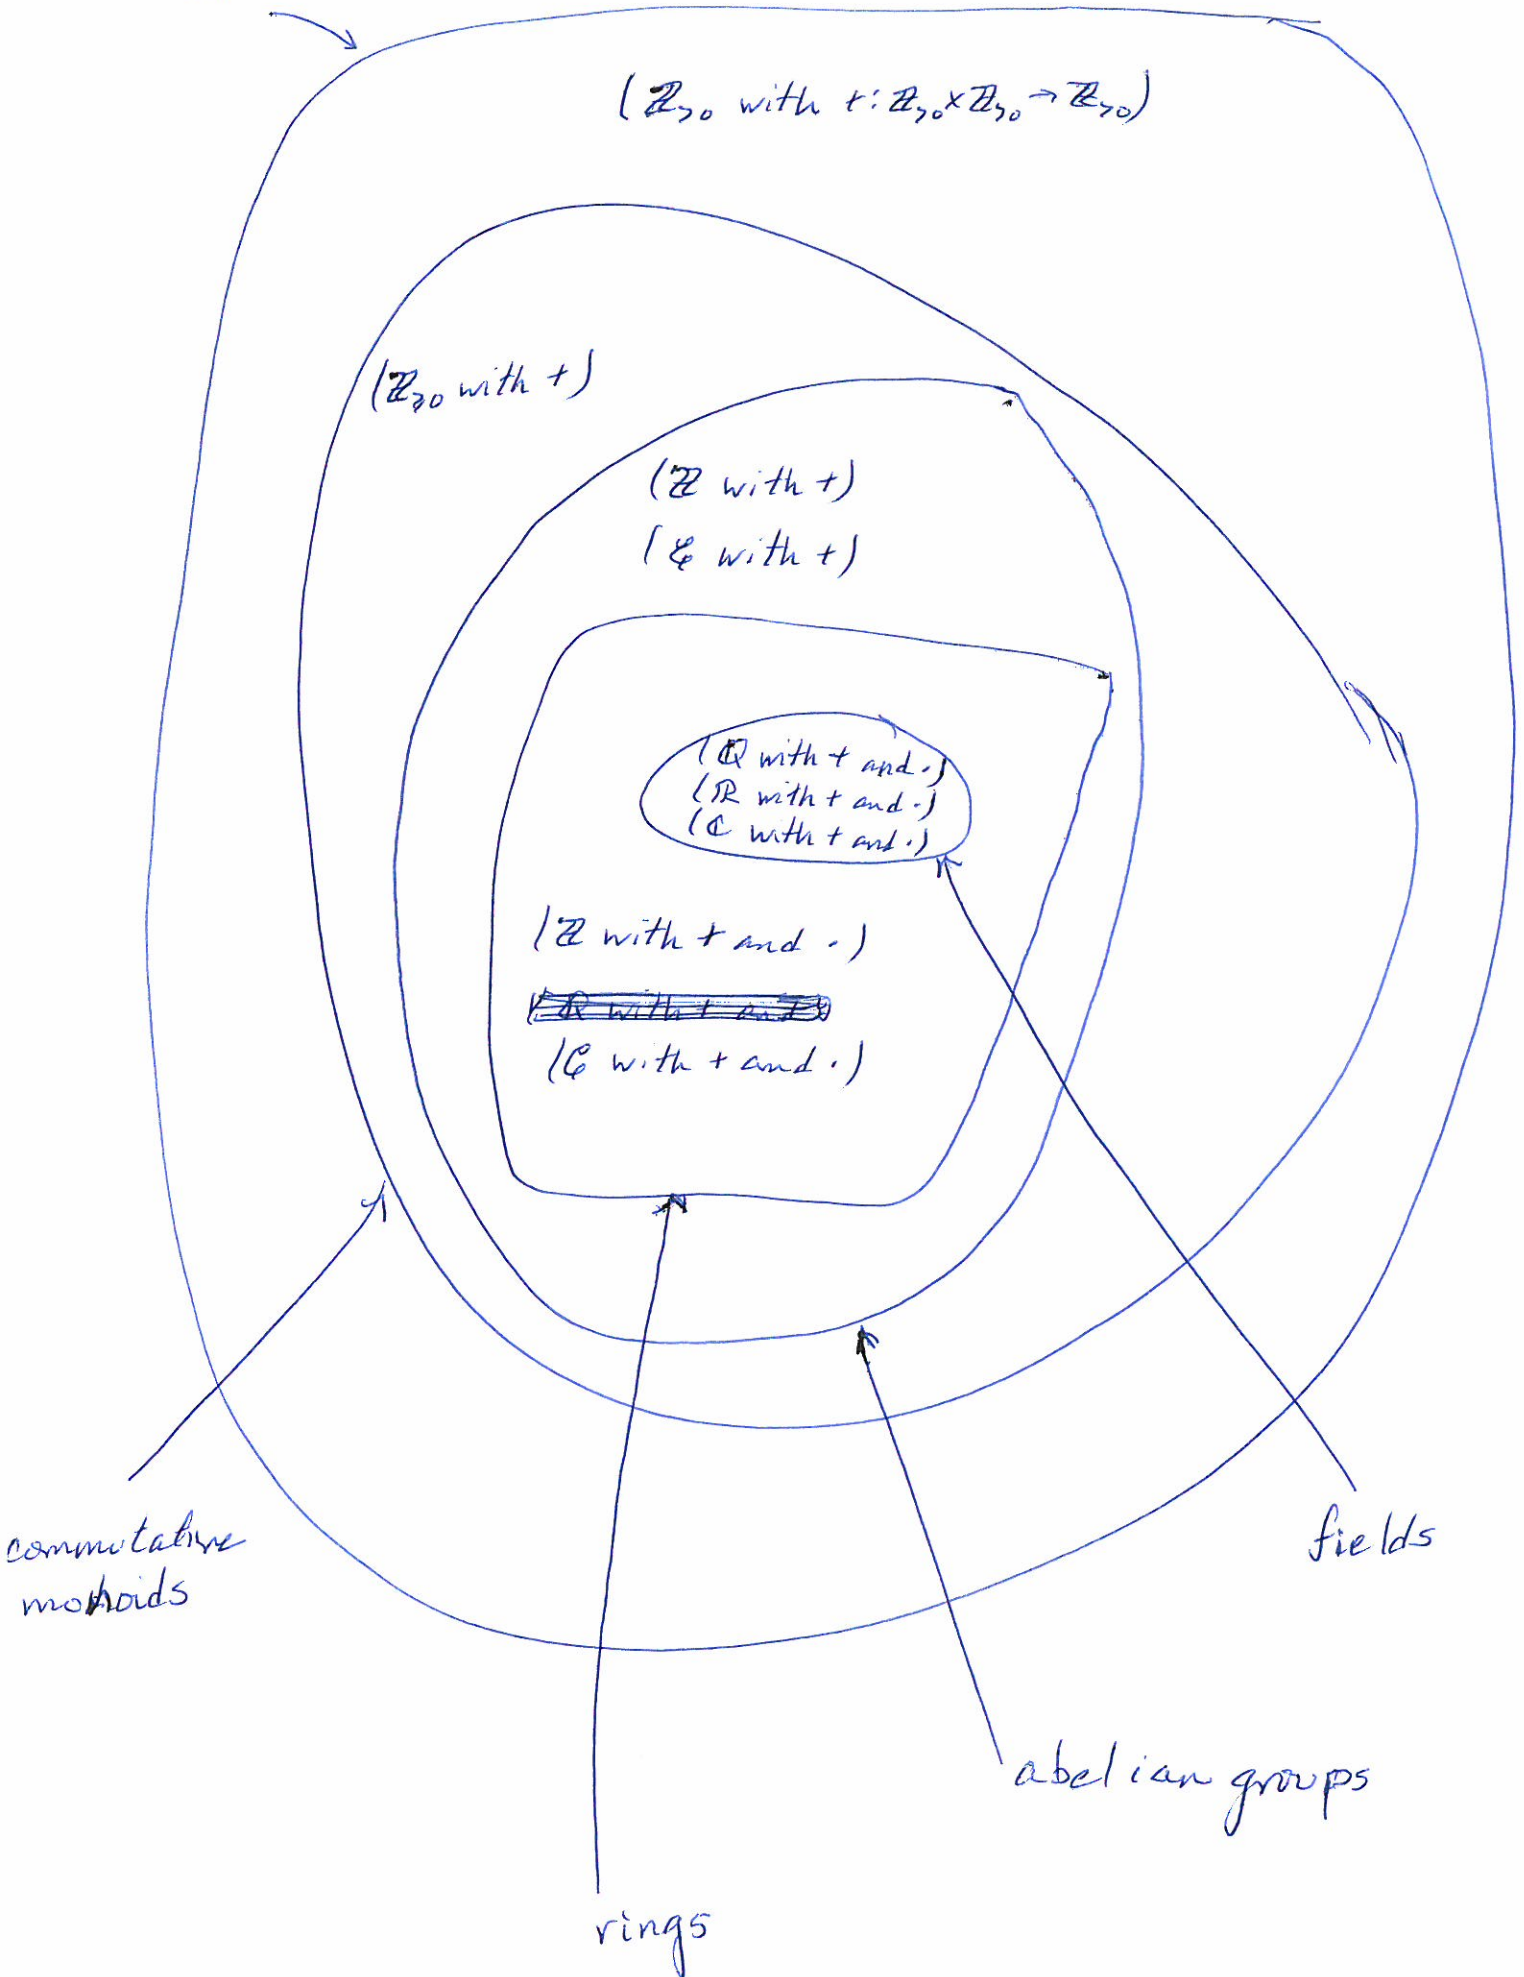 (ℤ>0 with +: ℤ>0 × ℤ>0 → ℤ>0)
(ℤ≥0 with +)
(ℤ with +)
( with +)
(ℚ with + and ·)
(ℝ with + and ·)
(ℂ with + and ·)
(ℤ with + and ·)
( with + and ·)
commutative
monoids
fields
abelian groups
rings